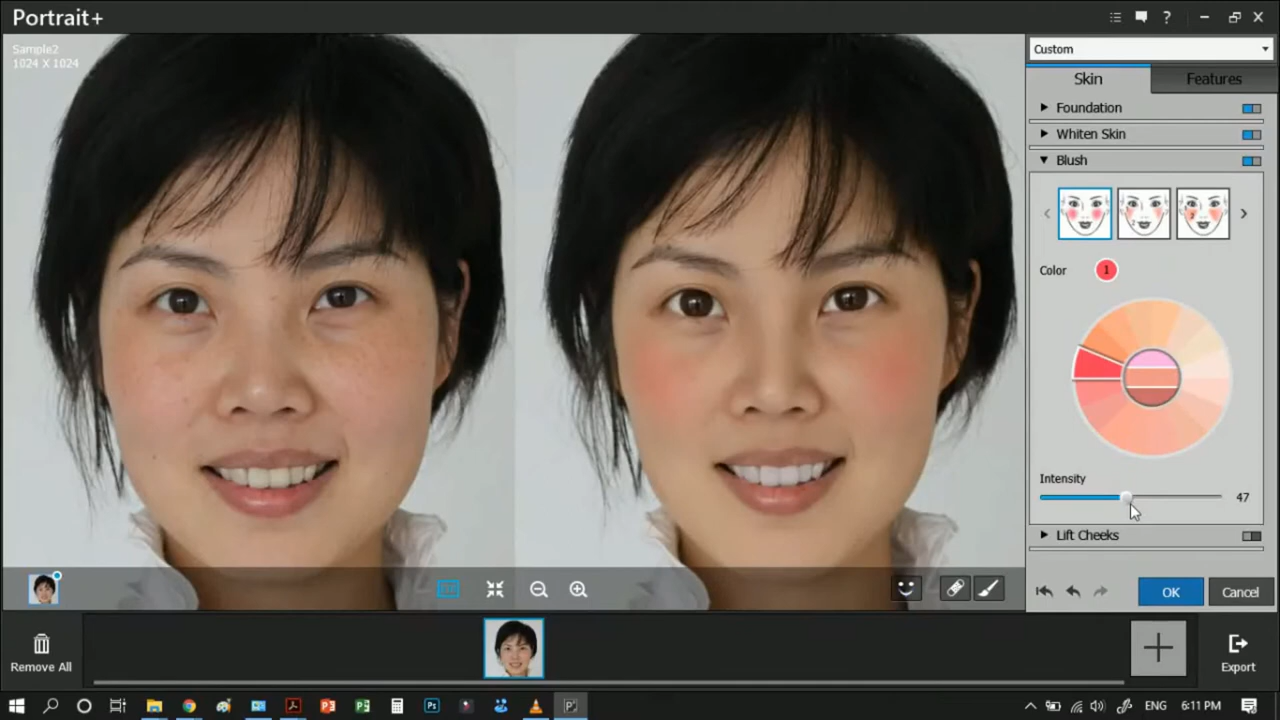 Portrait+
?
Sample2
1024 X 1024
Custom
Skin
Features
Foundation
Whiten Skin
Blush
Color
1
Intensity
47
Lift Cheeks
OK
Cancel
Remove All
Export
Ps
ENG
6:11 PM